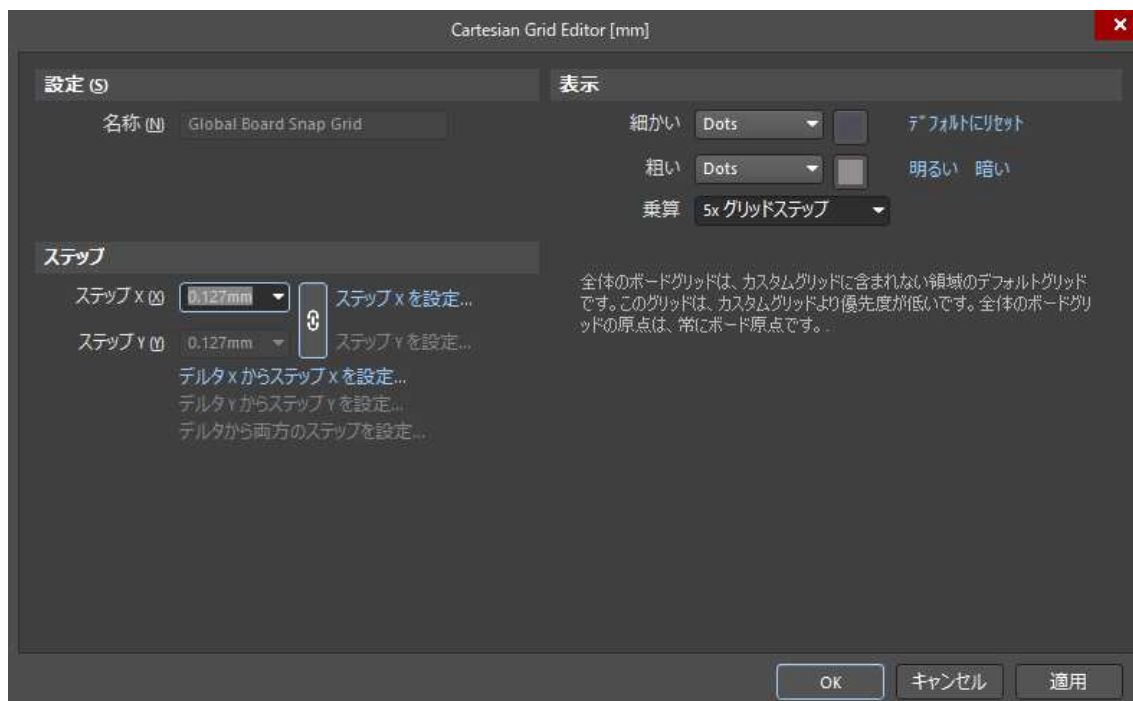 Cartesian Grid Editor [mm]
設定 (S)
名称 (N) Global Board Snap Grid
ステップ
ステップ X (X) 0.127mm ステップ X を設定...
ステップ Y (Y) 0.127mm ステップ Y を設定...
デルタ X からステップ X を設定...
デルタ Y からステップ Y を設定...
デルタから両方のステップを設定...
表示
細かい Dots デフォルトにリセット
粗い Dots 明るい 暗い
乗算 5x グリッドステップ
全体のボードグリッドは、カスタムグリッドに含まれない領域のデフォルトグリッド
です。このグリッドは、カスタムグリッドより優先度が低いです。全体のボードグリ
ッドの原点は、常にボード原点です。.
OK キャンセル 適用